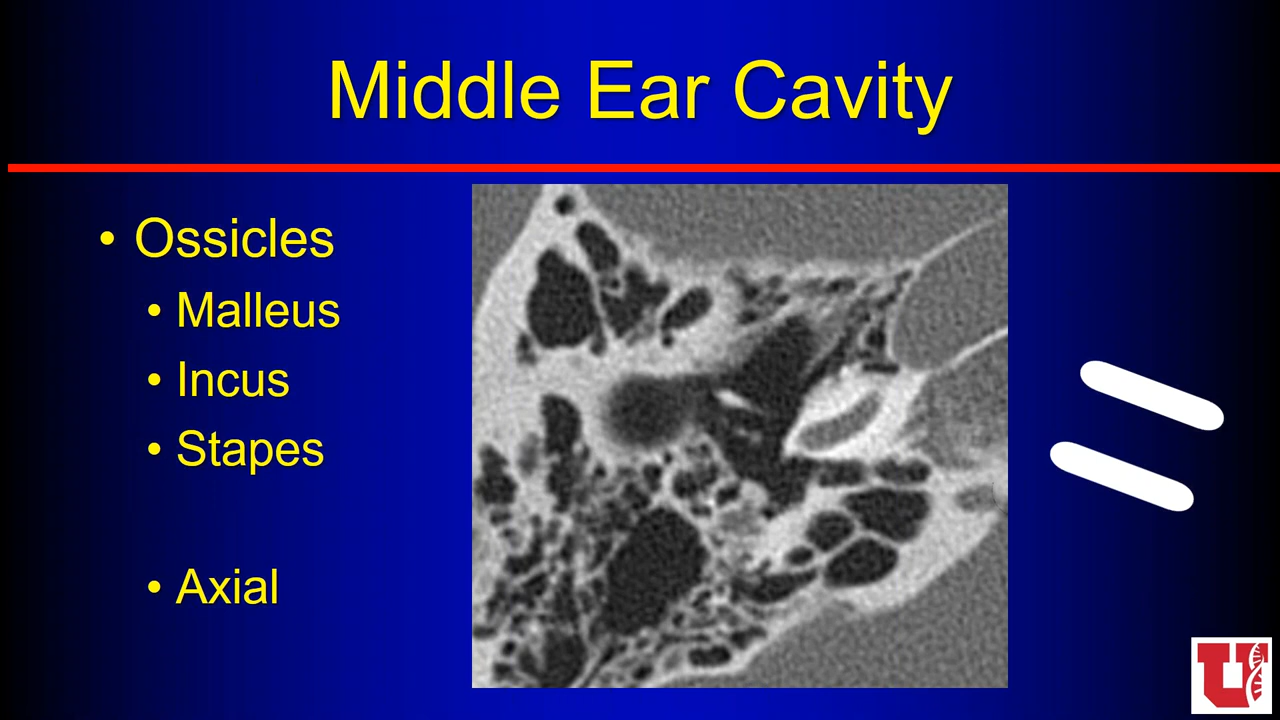 Middle Ear Cavity
• Ossicles
• Malleus
• Incus
• Stapes
• Axial
U